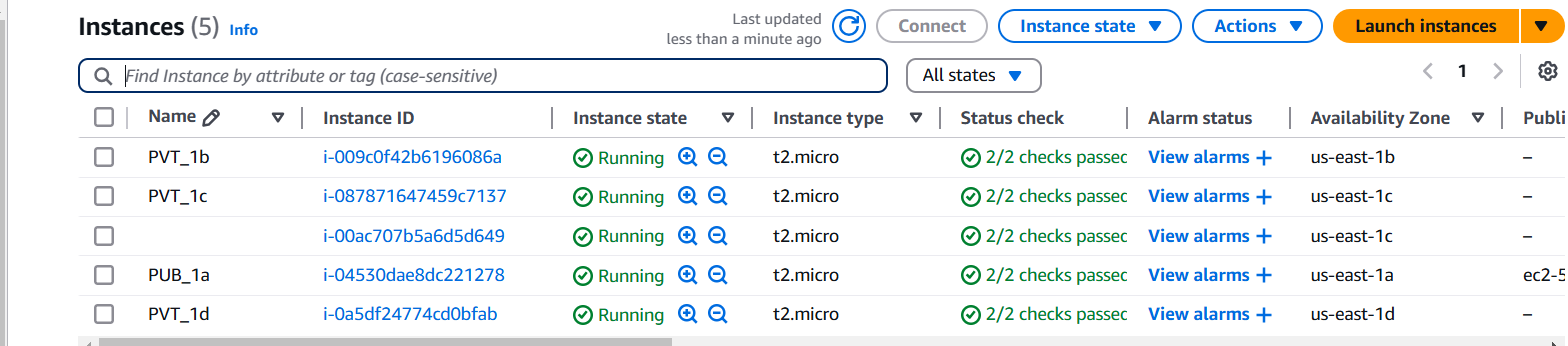 Instances (5) Info
Last updated
less than a minute ago
Connect
Instance state
Actions
Launch instances
Find Instance by attribute or tag (case-sensitive)
All states
1
Name Instance ID Instance state Instance type Status check Alarm status Availability Zone Publi
PVT_1b i-009c0f42b6196086a Running t2.micro 2/2 checks passec View alarms + us-east-1b –
PVT_1c i-087871647459c7137 Running t2.micro 2/2 checks passec View alarms + us-east-1c –
i-00ac707b5a6d5d649 Running t2.micro 2/2 checks passec View alarms + us-east-1c –
PUB_1a i-04530dae8dc221278 Running t2.micro 2/2 checks passec View alarms + us-east-1a ec2-5
PVT_1d i-0a5df24774cd0bfab Running t2.micro 2/2 checks passec View alarms + us-east-1d –